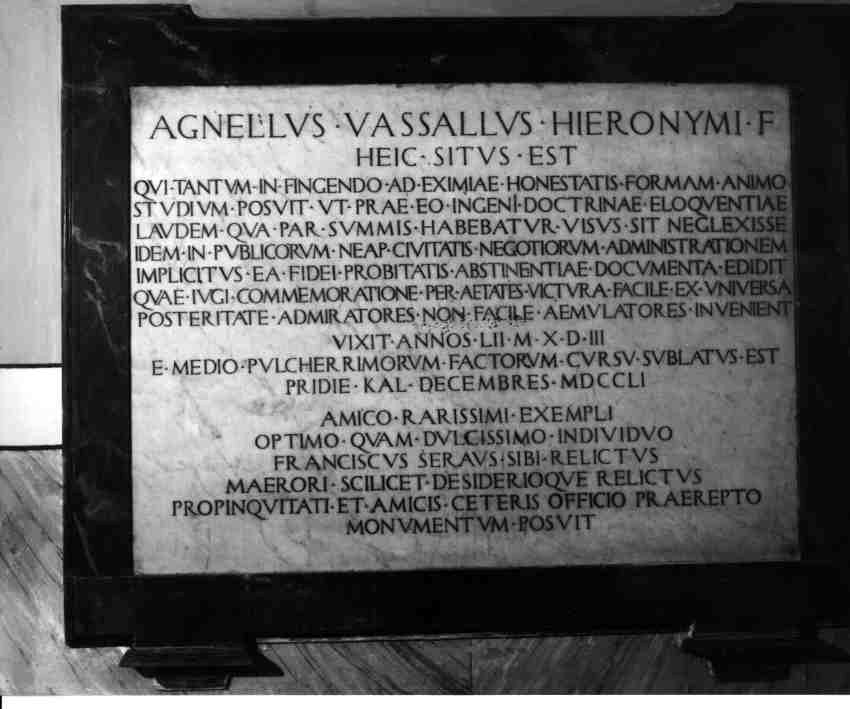 AGNELLVS · VASSALLVS · HIERONYMI · F
HEIC · SITVS · EST
QVI · TANTVM · IN · FINGENDO · AD · EXIMIAE · HONESTATIS · FORMAM · ANIMO
STVDIVM · POSVIT · VT · PRAE · EO · INGENI · DOCTRINAE · ELOQVENTIAE
LAVDEM · QVA · PAR · SVMMIS · HABEBATVR · VISVS · SIT · NEGLEXISSE
IDEM · IN · PVBLICORVM · NEAP · CIVITATIS · NEGOTIORVM · ADMINISTRATIONEM
IMPLICITVS · EA · FIDEI · PROBITATIS · ABSTINENTIAE · DOCVMENTA · EDIDIT
QVAE · IVGI · COMMEMORATIONE · PER · AETATES · VICTVRA · FACILE · EX · VNIVERSA
POSTERITATE · ADMIRATORES · NON · FACILE · AEMVLATORES · INVENIENT
VIXIT · ANNOS · LII · M · X · D · III
E · MEDIO · PVLCHERRIMORVM · FACTORVM · CVRSV · SVBLATVS · EST
PRIDIE · KAL · DECEMBRES · MDCCLI
AMICO · RARISSIMI · EXEMPLI
OPTIMO · QVAM · DVLCISSIMO · INDIVIDVO
FRANCISCVS SERAVS · SIBI · RELICTVS
MAERORI · SCILICET · DESIDERIOQVE RELICTVS
PROPINQVITATI · ET · AMICIS · CETERIS OFFICIO PRAEREPTO
MONVMENTVM · POSVIT